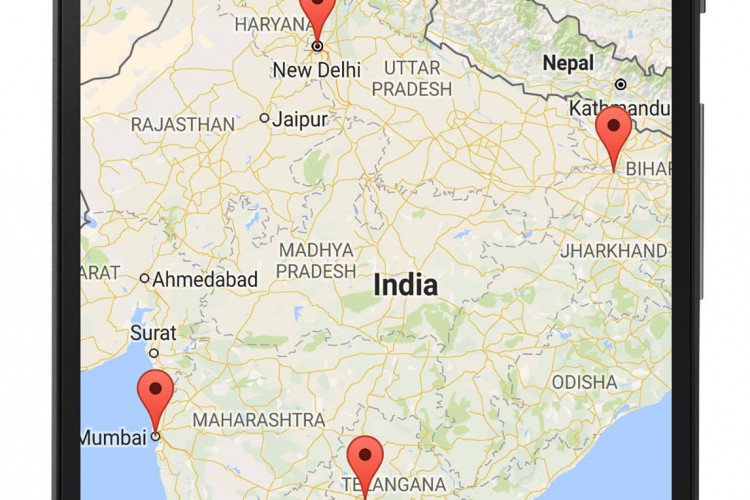 HARYANA
New Delhi
UTTAR
PRADESH
Nepal
Kathmandu
Jaipur
RAJASTHAN
BIHAR
MADHYA
PRADESH
JHARKHAND
ARAT
Ahmedabad
India
Surat
ODISHA
MAHARASHTRA
Mumbai
TELANGANA